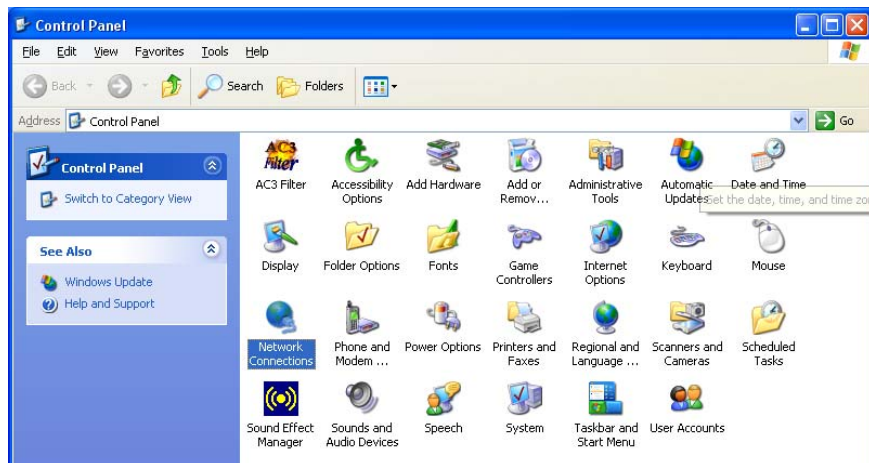 Control Panel
File Edit View Favorites Tools Help
Back Search Folders
Address Control Panel Go
Control Panel
Switch to Category View
See Also
Windows Update
Help and Support
AC3
Filter
AC3 Filter Accessibility Add Hardware Add or Administrative Automatic Date and Time
Options Remov... Tools Updates
Set the date, time, and time zo
Display Folder Options Fonts Game Internet Keyboard Mouse
Controllers Options
Network Phone and Power Options Printers and Regional and Scanners and Scheduled
Connections Modem ... Faxes Language ... Cameras Tasks
Sound Effect Sounds and Speech System Taskbar and User Accounts
Manager Audio Devices Start Menu